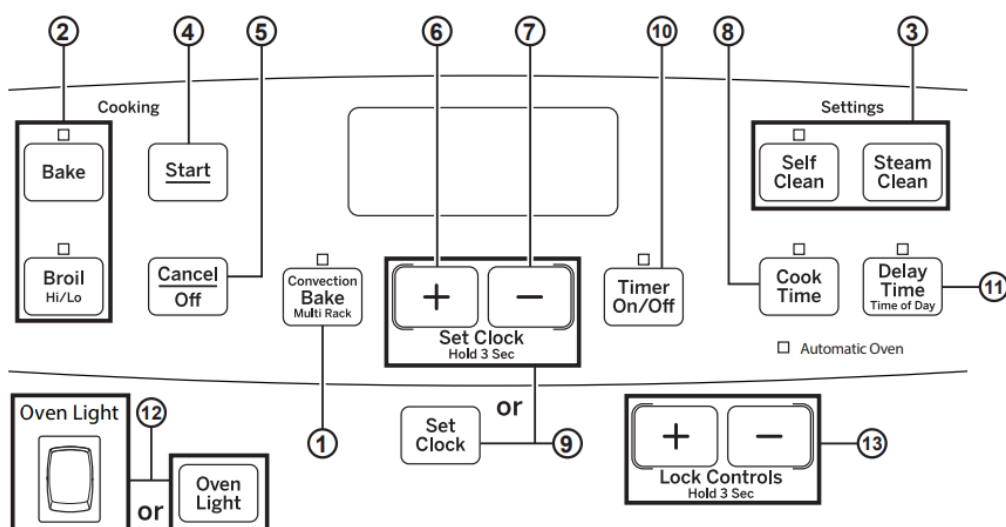 2
4
5
6
7
10
8
3
Cooking
Settings
Bake
Start
Self
Clean
Steam
Clean
Broil
Hi/Lo
Cancel
Off
Convection
Bake
Multi Rack
+
−
Set Clock
Hold 3 Sec
Timer
On/Off
Cook
Time
Delay
Time
Time of Day
11
Automatic Oven
Oven Light
12
or
Oven
Light
1
Set
Clock
or
9
+
−
Lock Controls
Hold 3 Sec
13